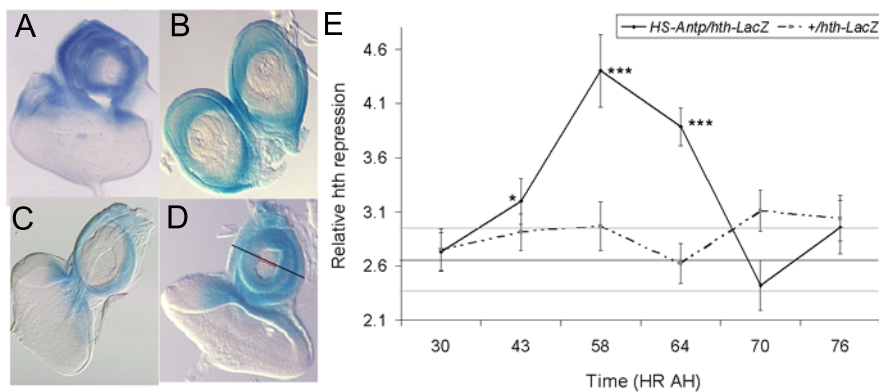 A
B
C
D
E
HS-Antp/hth-LacZ
+/hth-LacZ
Relative hth repression
4.6
4.1
3.6
3.1
2.6
2.1
*
***
***
30 43 58 64 70 76
Time (HR AH)